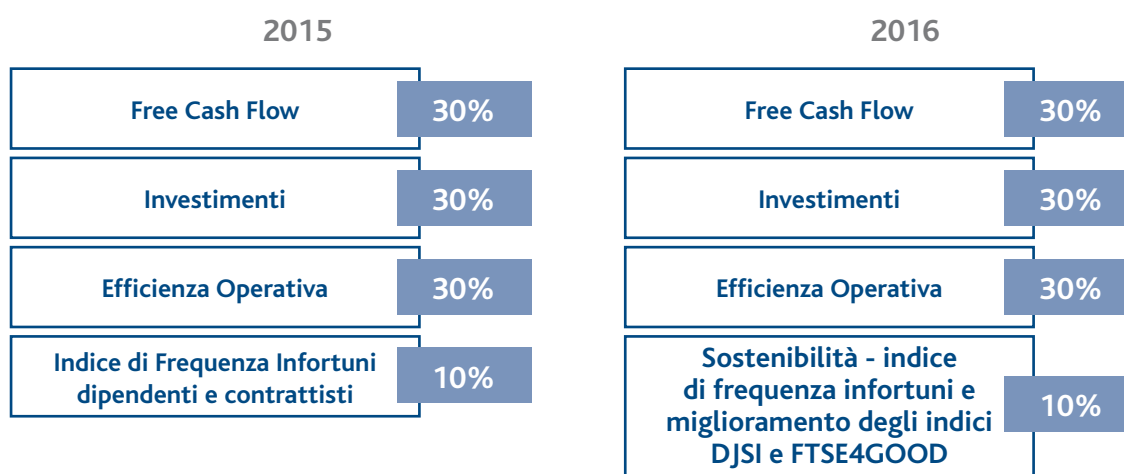 2015
Free Cash Flow 30%
Investimenti 30%
Efficienza Operativa 30%
Indice di Frequenza Infortuni
dipendenti e contrattisti
10%
2016
Free Cash Flow 30%
Investimenti 30%
Efficienza Operativa 30%
Sostenibilità - indice
di frequenza infortuni e
miglioramento degli indici
DJSI e FTSE4GOOD
10%